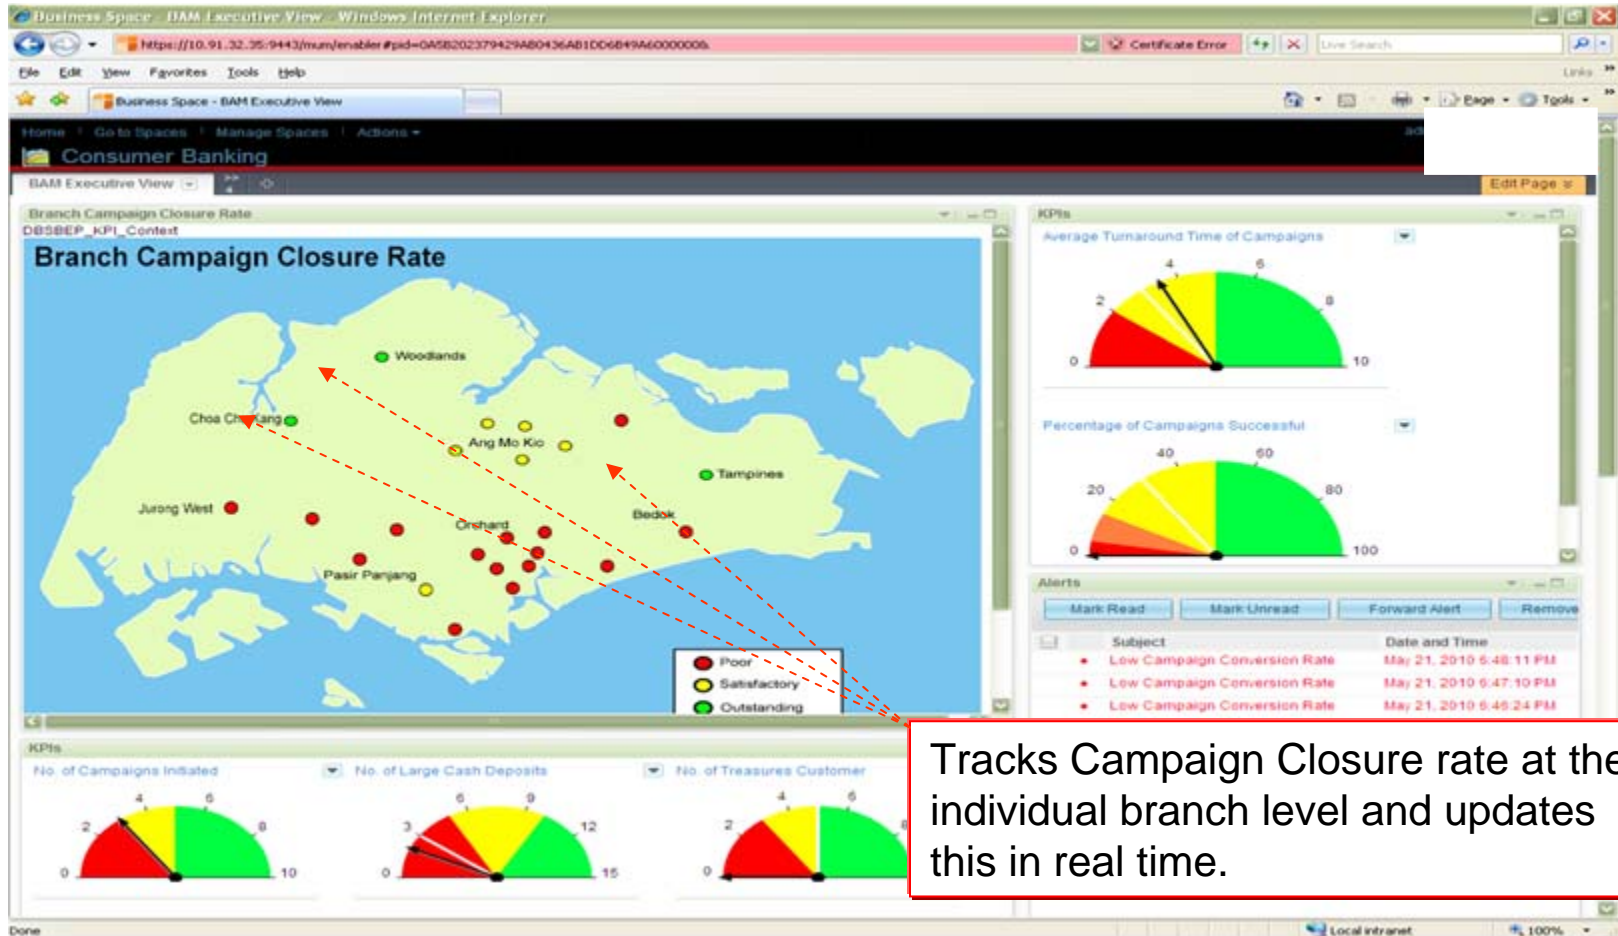 Business Space - BAM Executive View - Windows Internet Explorer
https://10.91.32.35:9443/mum/enabler#pid=
Certificate Error
Live Search
File Edit View Favorites Tools Help
Links
Business Space - BAM Executive View
Page Tools
Home Go to Spaces Manage Spaces Actions
Consumer Banking
BAM Executive View
Edit Page
Branch Campaign Closure Rate
DBSBEP_KPI_Context
Branch Campaign Closure Rate
Woodlands
Ang Mo Kio
Tampines
Jurong West
Orchard
Bedok
Pasir Panjang
Poor
Satisfactory
Outstanding
KPIs
Average Turnaround Time of Campaigns
0 2 4 6 8 10
Percentage of Campaigns Successful
0 20 40 60 80 100
Alerts
Mark Read Mark Unread Forward Alert Remove
Subject Date and Time
Low Campaign Conversion Rate May 21, 2010 6:48:11 PM
Low Campaign Conversion Rate May 21, 2010 6:47:10 PM
Low Campaign Conversion Rate May 21, 2010 6:46:24 PM
KPIs
No. of Campaigns Initiated
0 2 4 6 8 10
No. of Large Cash Deposits
0 3 6 9 12 15
No. of Treasures Customer
0 2 4 6
Tracks Campaign Closure rate at the
individual branch level and updates
this in real time.
Done
Local intranet
100%